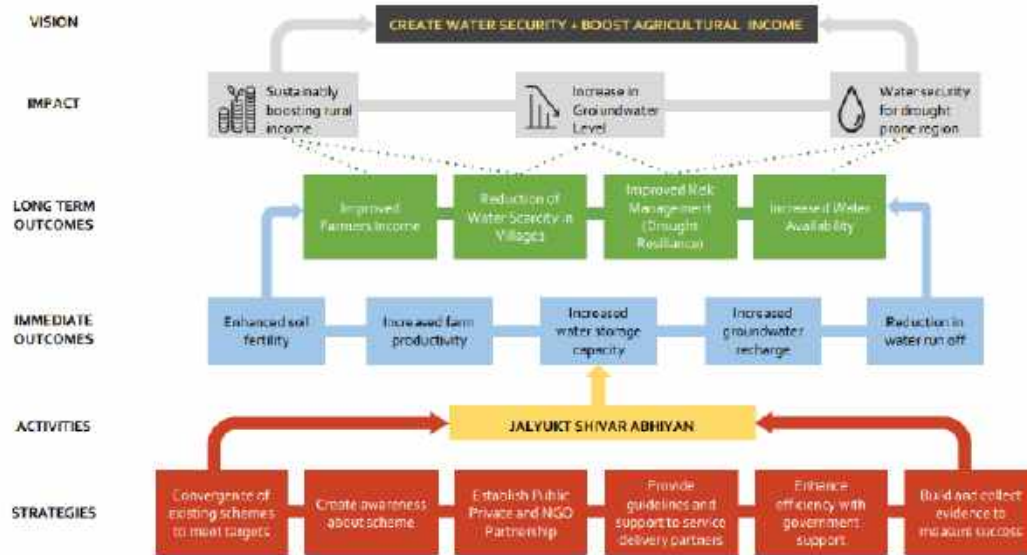 VISION
CREATE WATER SECURITY + BOOST AGRICULTURAL INCOME
IMPACT
Sustainably
boosting rural
income
Increase in
Groundwater
Level
Water security
for drought
prone region
LONG TERM
OUTCOMES
Improved
Farmers Income
Reduction of
Water Scarcity in
Villages
Improved Risk
Management
(Drought
Resiliance)
Increased Water
Availability
IMMEDIATE
OUTCOMES
Enhanced soil
fertility
Increased farm
productivity
Increased
water storage
capacity
Increased
groundwater
recharge
Reduction in
water run off
ACTIVITIES
JALYUKT SHIVAR ABHIYAN
STRATEGIES
Convergence of
existing schemes
to meet targets
Create awareness
about scheme
Establish Public
Private and NGO
Partnership
Provide
guidelines and
support to service
delivery partners
Enhance
efficiency with
government
support
Build and collect
evidence to
measure success